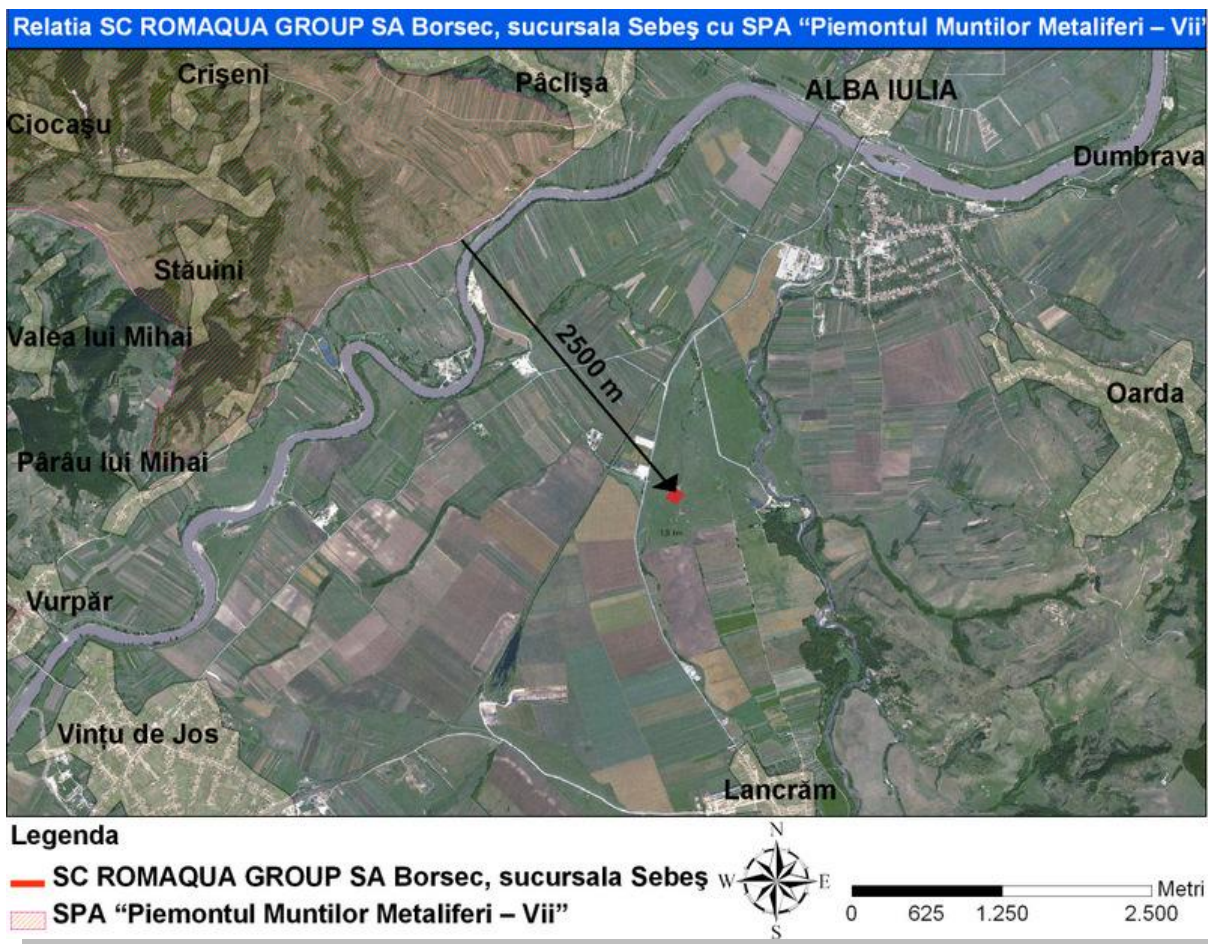 Relatia SC ROMAQUA GROUP SA Borsec, sucursala Sebeş cu SPA “Piemontul Muntilor Metaliferi – Vii”
Crişeni
Pâclișa
ALBA IULIA
Ciocaşu
Dumbrava
Stăuini
Valea lui Mihai
2500 m
Oarda
Pârâu lui Mihai
Vurpăr
Vințu de Jos
Lancrăm
Legenda
SC ROMAQUA GROUP SA Borsec, sucursala Sebeş
SPA “Piemontul Muntilor Metaliferi – Vii”
N
W E
S
Metri
0 625 1.250 2.500